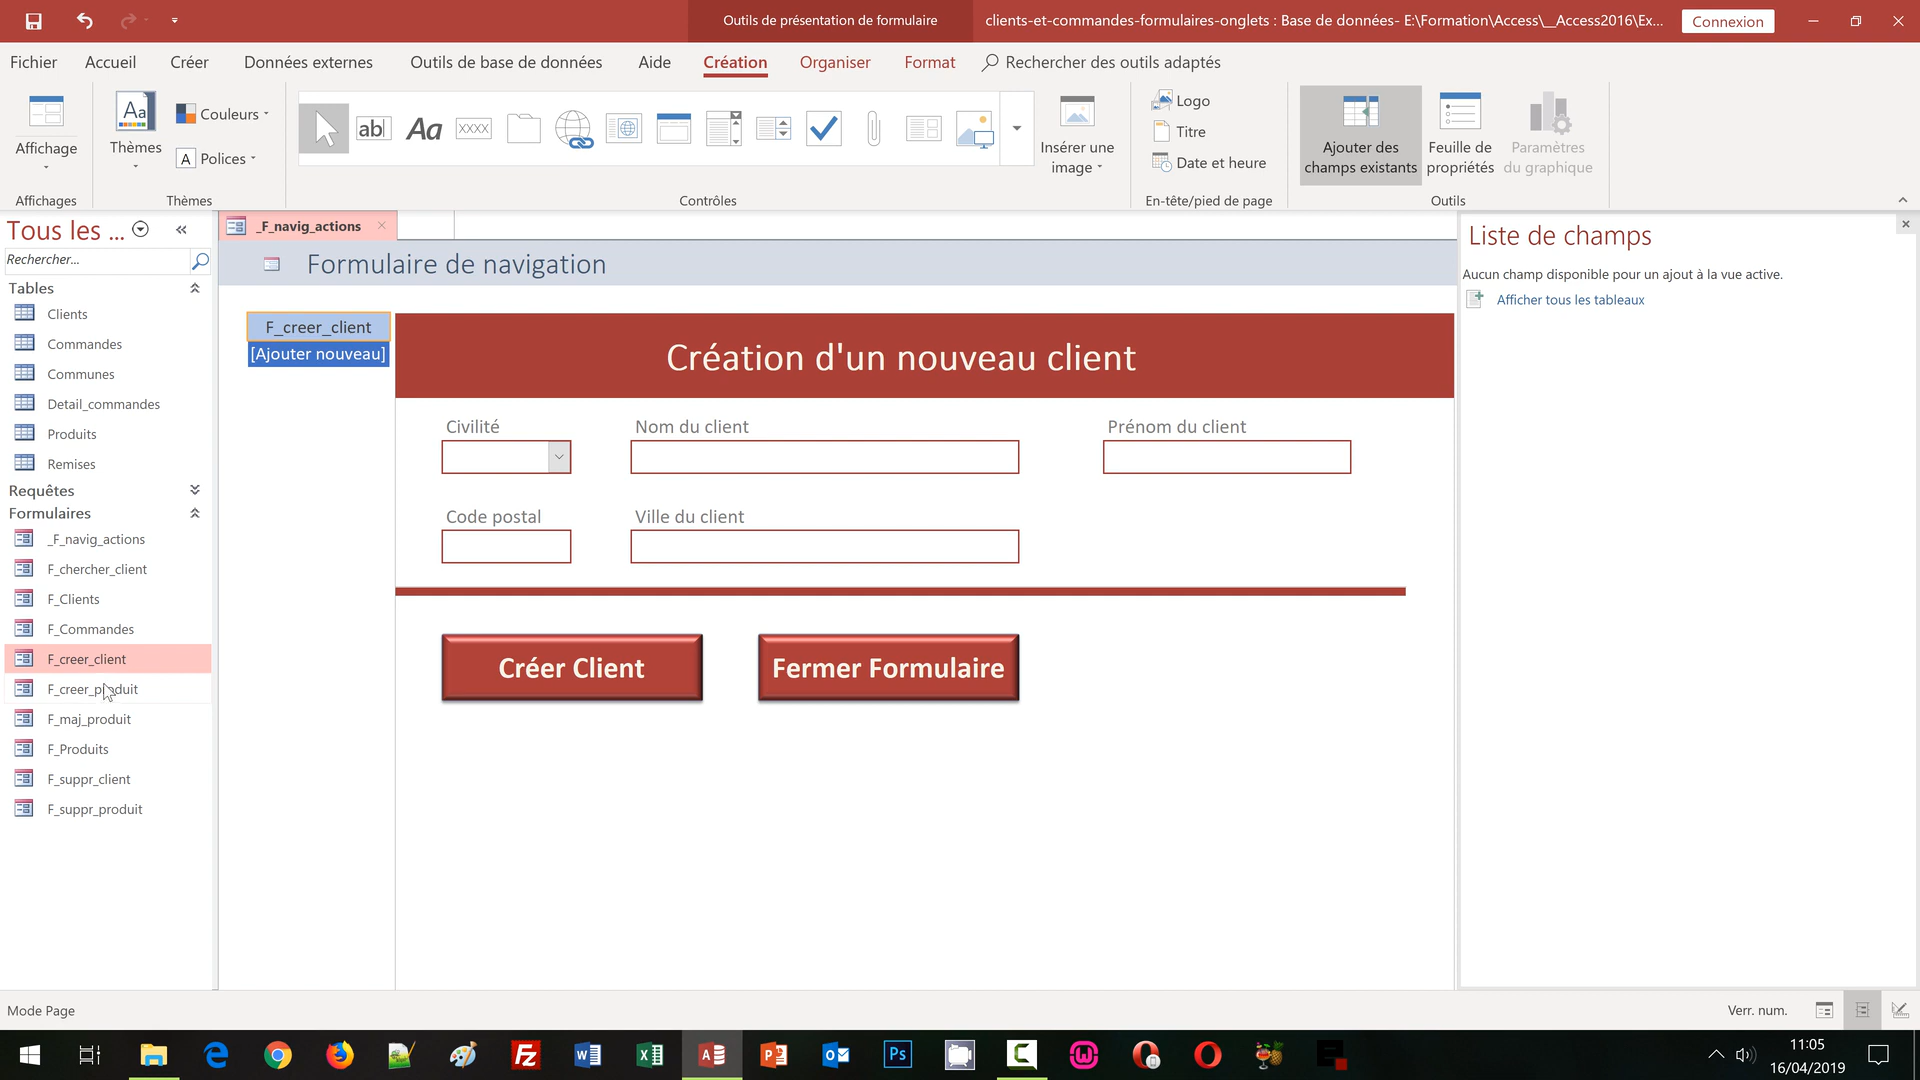 Outils de présentation de formulaire
clients-et-commandes-formulaires-onglets : Base de données- E:\Formation\Access\__Access2016\Ex...
Connexion
Fichier Accueil Créer Données externes Outils de base de données Aide Création Organiser Format Rechercher des outils adaptés
Affichage
Affichages
Aa
Thèmes
Couleurs
A Polices
Thèmes
ab
Aa
XXXX
Insérer une
image
Contrôles
Logo
Titre
Date et heure
En-tête/pied de page
Ajouter des
champs existants
Feuille de
propriétés
Paramètres
du graphique
Outils
Tous les ...
Rechercher...
Tables
Clients
Commandes
Communes
Detail_commandes
Produits
Remises
Requêtes
Formulaires
_F_navig_actions
F_chercher_client
F_Clients
F_Commandes
F_creer_client
F_creer_produit
F_maj_produit
F_Produits
F_suppr_client
F_suppr_produit
_F_navig_actions
Formulaire de navigation
F_creer_client
[Ajouter nouveau]
Création d'un nouveau client
Civilité Nom du client Prénom du client
Code postal Ville du client
Créer Client Fermer Formulaire
Liste de champs
Aucun champ disponible pour un ajout à la vue active.
Afficher tous les tableaux
Mode Page
Verr. num.
11:05
16/04/2019